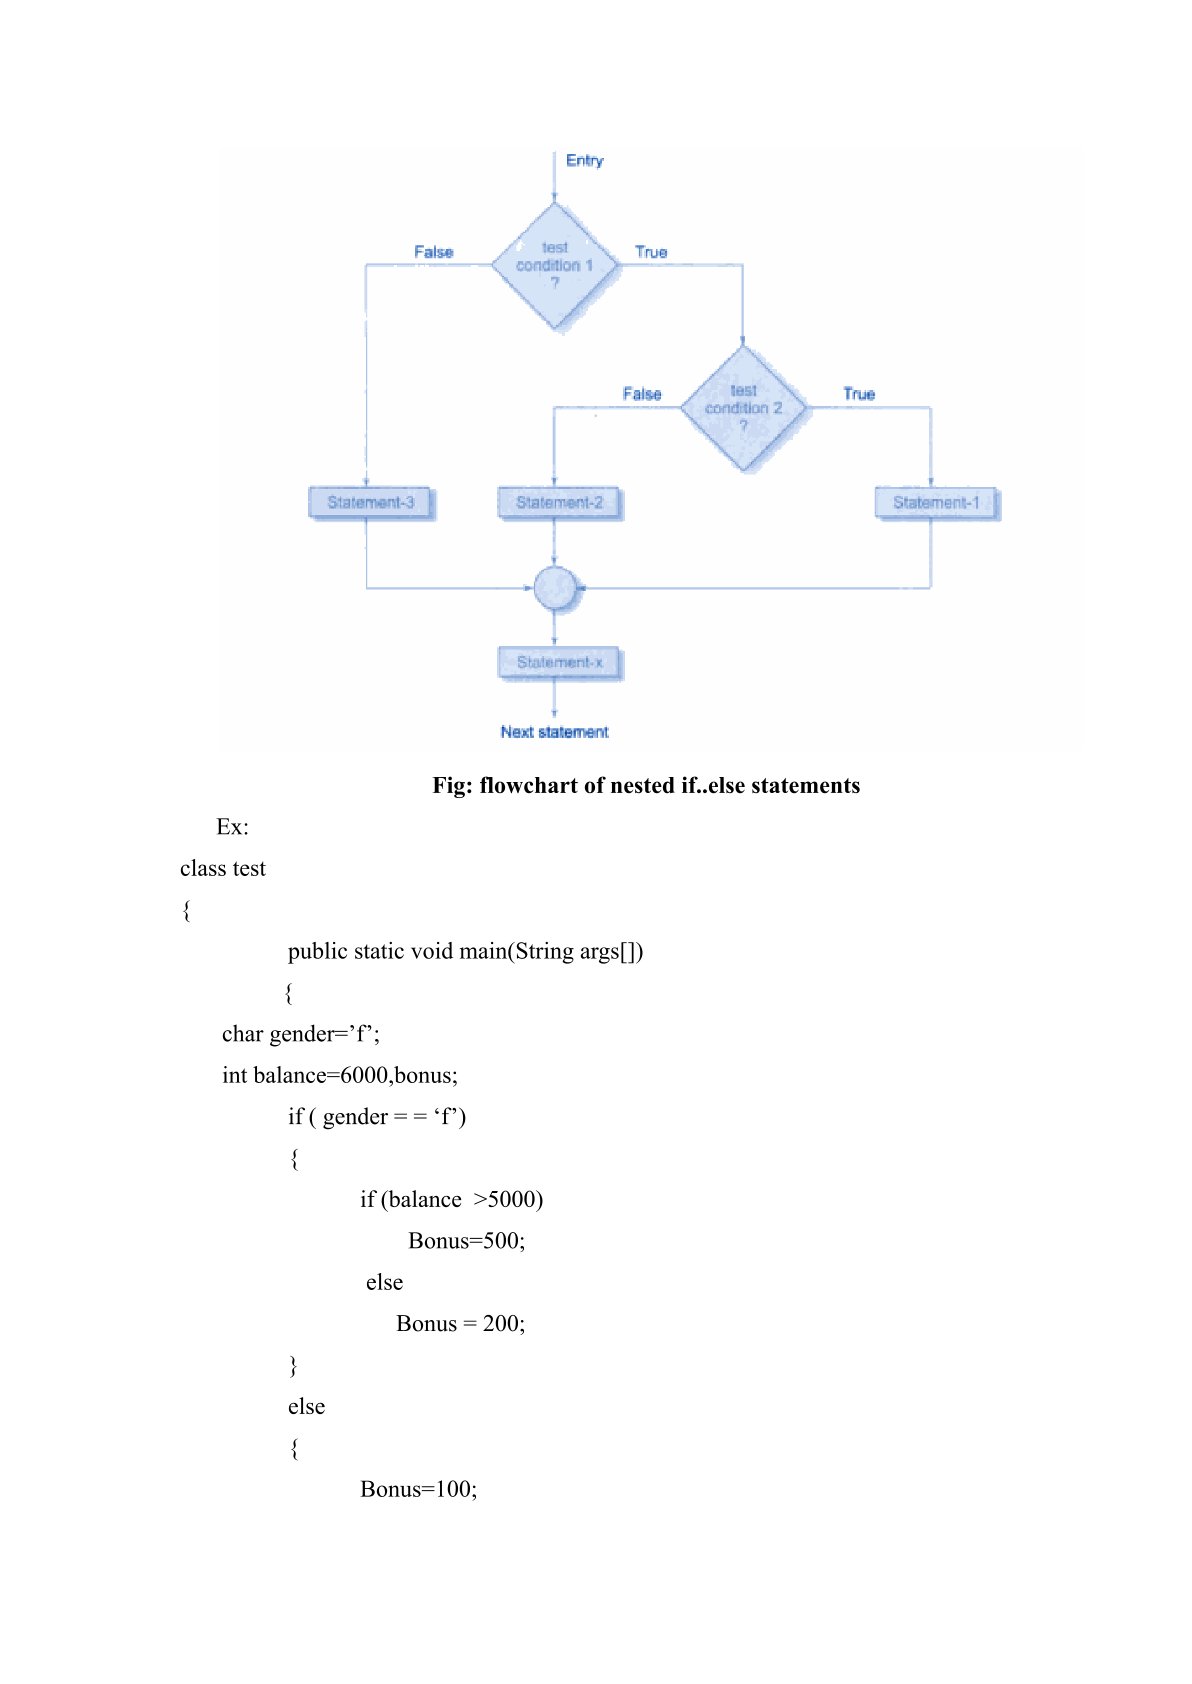 Entry
False
True
test
condition 1
?
False
True
test
condition 2
?
Statement-3
Statement-2
Statement-1
Statement-x
Next statement
Fig: flowchart of nested if..else statements
Ex:
class test
{
public static void main(String args[])
{
char gender=’f’;
int balance=6000,bonus;
if ( gender = = ‘f’)
{
if (balance  >5000)
Bonus=500;
else
Bonus = 200;
}
else
{
Bonus=100;